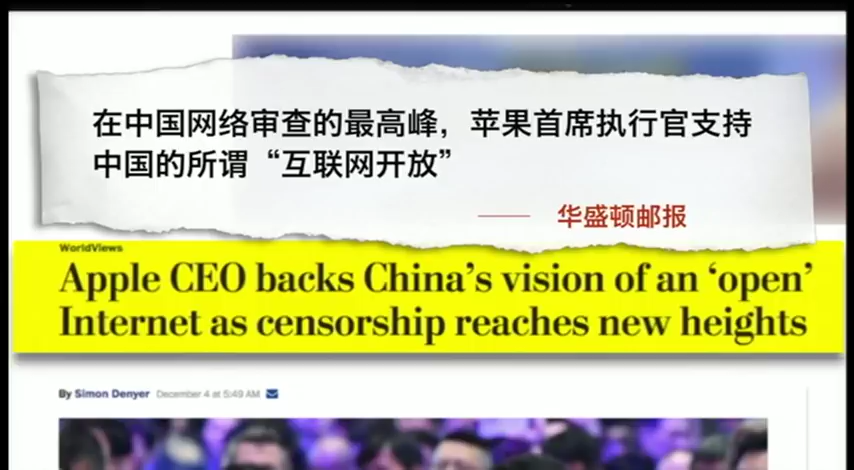 在中国网络审查的最高峰，苹果首席执行官支持
中国的所谓“互联网开放”
—— 华盛顿邮报
WorldViews
Apple CEO backs China’s vision of an ‘open’
Internet as censorship reaches new heights
By Simon Denyer December 4 at 5:49 AM